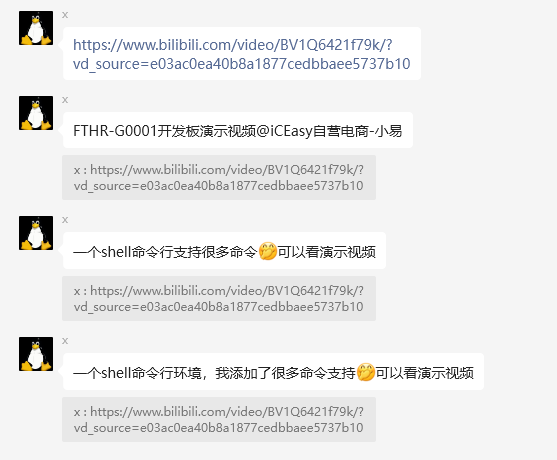 x
https://www.bilibili.com/video/BV1Q6421f79k/?
vd_source=e03ac0ea40b8a1877cedbbaee5737b10
x
FTHR-G0001开发板演示视频@iCEasy自营电商-小易
x : https://www.bilibili.com/video/BV1Q6421f79k/?
vd_source=e03ac0ea40b8a1877cedbbaee5737b10
x
一个shell命令行支持很多命令🤭可以看演示视频
x : https://www.bilibili.com/video/BV1Q6421f79k/?
vd_source=e03ac0ea40b8a1877cedbbaee5737b10
x
一个shell命令行环境，我添加了很多命令支持🤭可以看演示视频
x : https://www.bilibili.com/video/BV1Q6421f79k/?
vd_source=e03ac0ea40b8a1877cedbbaee5737b10